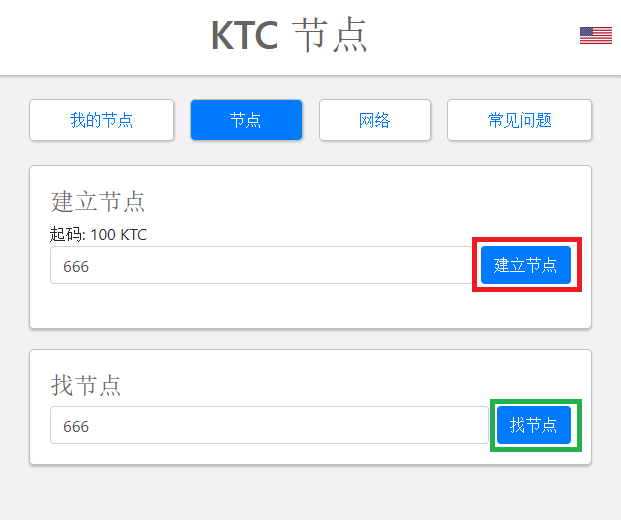 KTC 节点
我的节点 节点 网络 常见问题
建立节点
起码: 100 KTC
666 建立节点
找节点
666 找节点